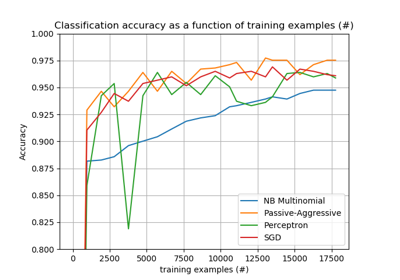 Classification accuracy as a function of training examples (#)
1.000
0.975
0.950
0.925
0.900
0.875
0.850
0.825
0.800
Accuracy
NB Multinomial
Passive-Aggressive
Perceptron
SGD
0 2500 5000 7500 10000 12500 15000 17500
training examples (#)